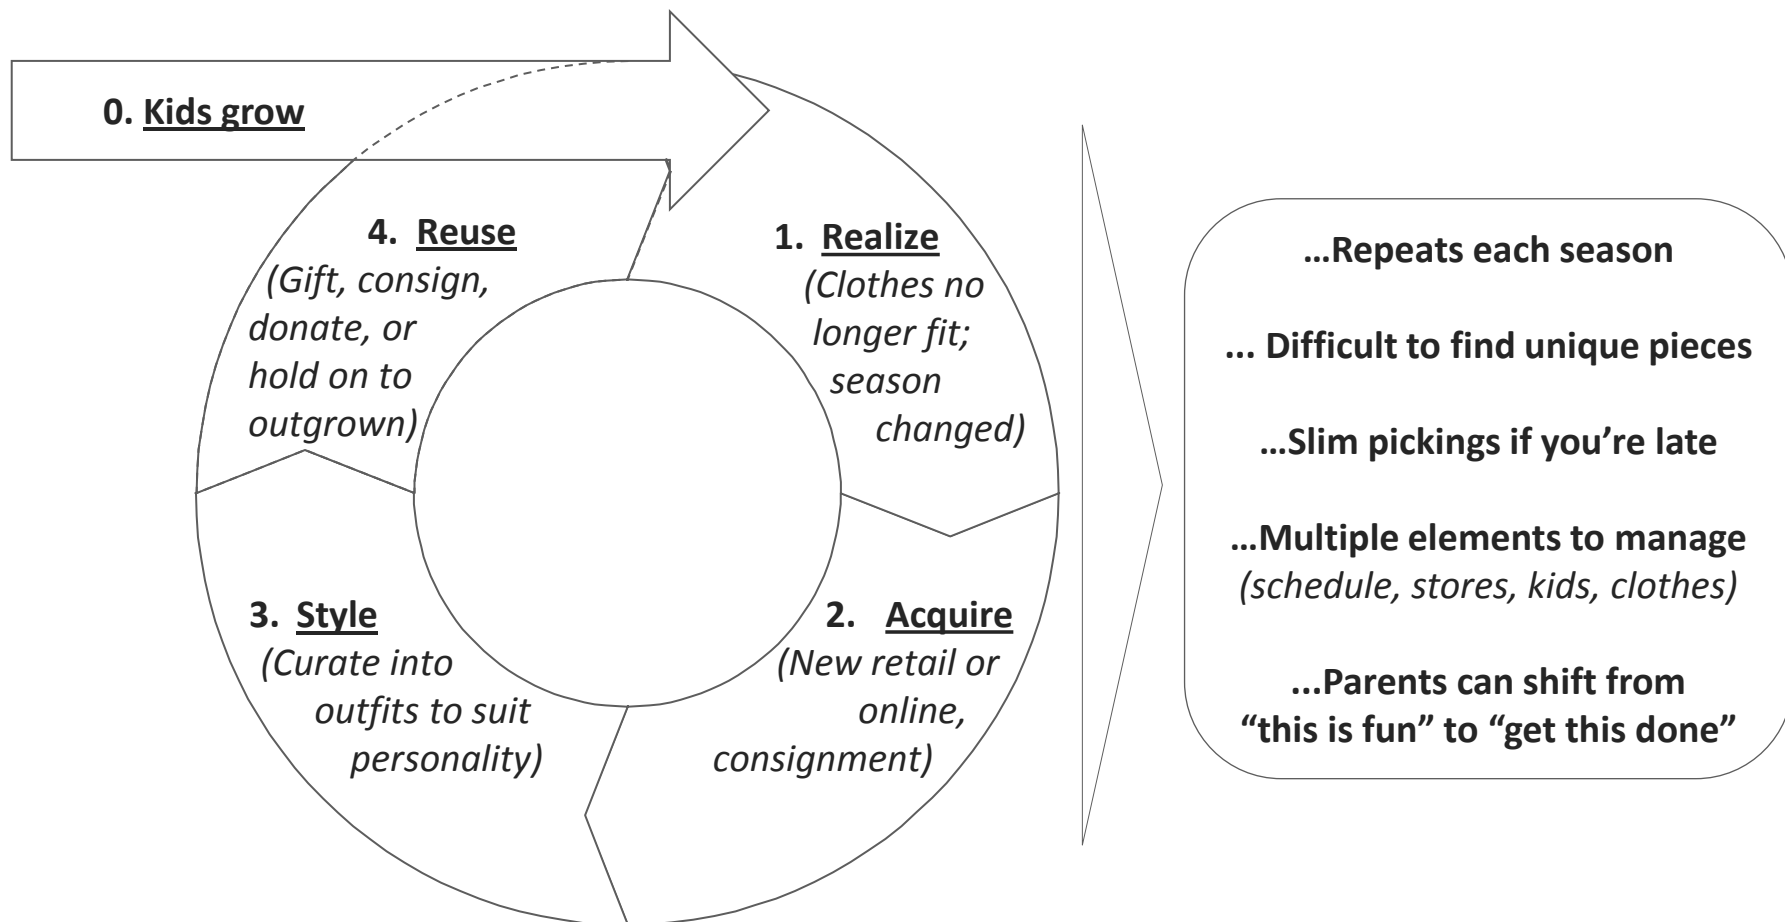 0. Kids grow
1. Realize
(Clothes no
longer fit;
season
changed)
2. Acquire
(New retail or
online,
consignment)
3. Style
(Curate into
outfits to suit
personality)
4. Reuse
(Gift, consign,
donate, or
hold on to
outgrown)
...Repeats each season
... Difficult to find unique pieces
...Slim pickings if you’re late
...Multiple elements to manage
(schedule, stores, kids, clothes)
...Parents can shift from
“this is fun” to “get this done”